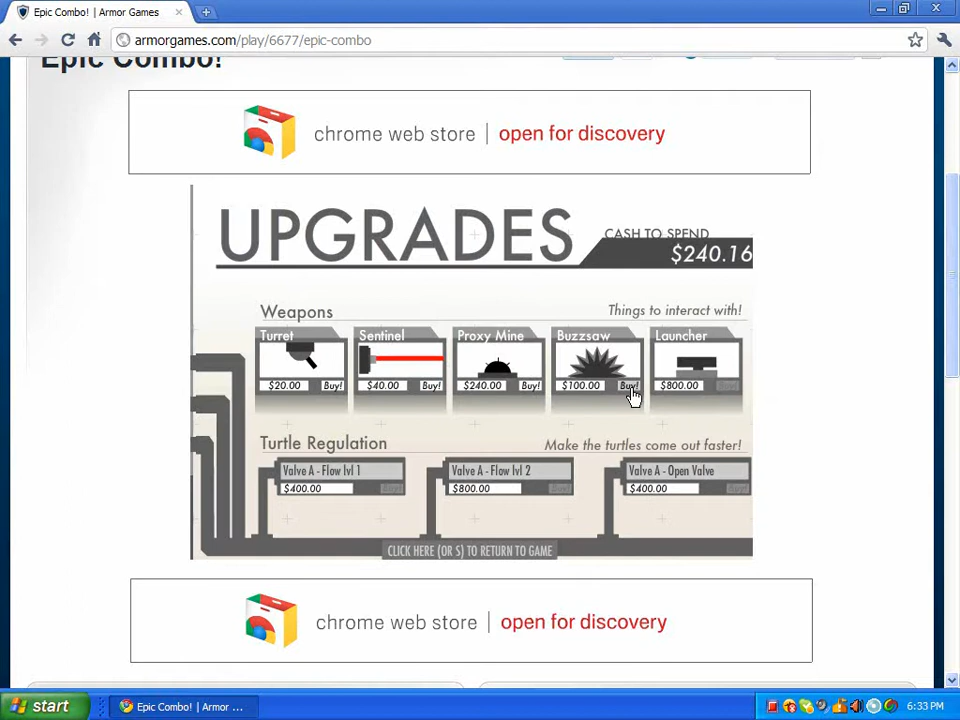 Epic Combo! | Armor Games
armorgames.com/play/6677/epic-combo
Epic Combo!
chrome web store | open for discovery
UPGRADES
CASH TO SPEND
$240.16
Weapons
Things to interact with!
Turret
Sentinel
Proxy Mine
Buzzsaw
Launcher
$20.00 Buy!
$40.00 Buy!
$240.00 Buy!
$100.00 Buy!
$800.00 Buy!
Turtle Regulation
Make the turtles come out faster!
Valve A - Flow lvl 1
Valve A - Flow lvl 2
Valve A - Open Valve
$400.00 Buy!
$800.00 Buy!
$400.00 Buy!
CLICK HERE (OR S) TO RETURN TO GAME
chrome web store | open for discovery
start
Epic Combo! | Armor ...
6:33 PM